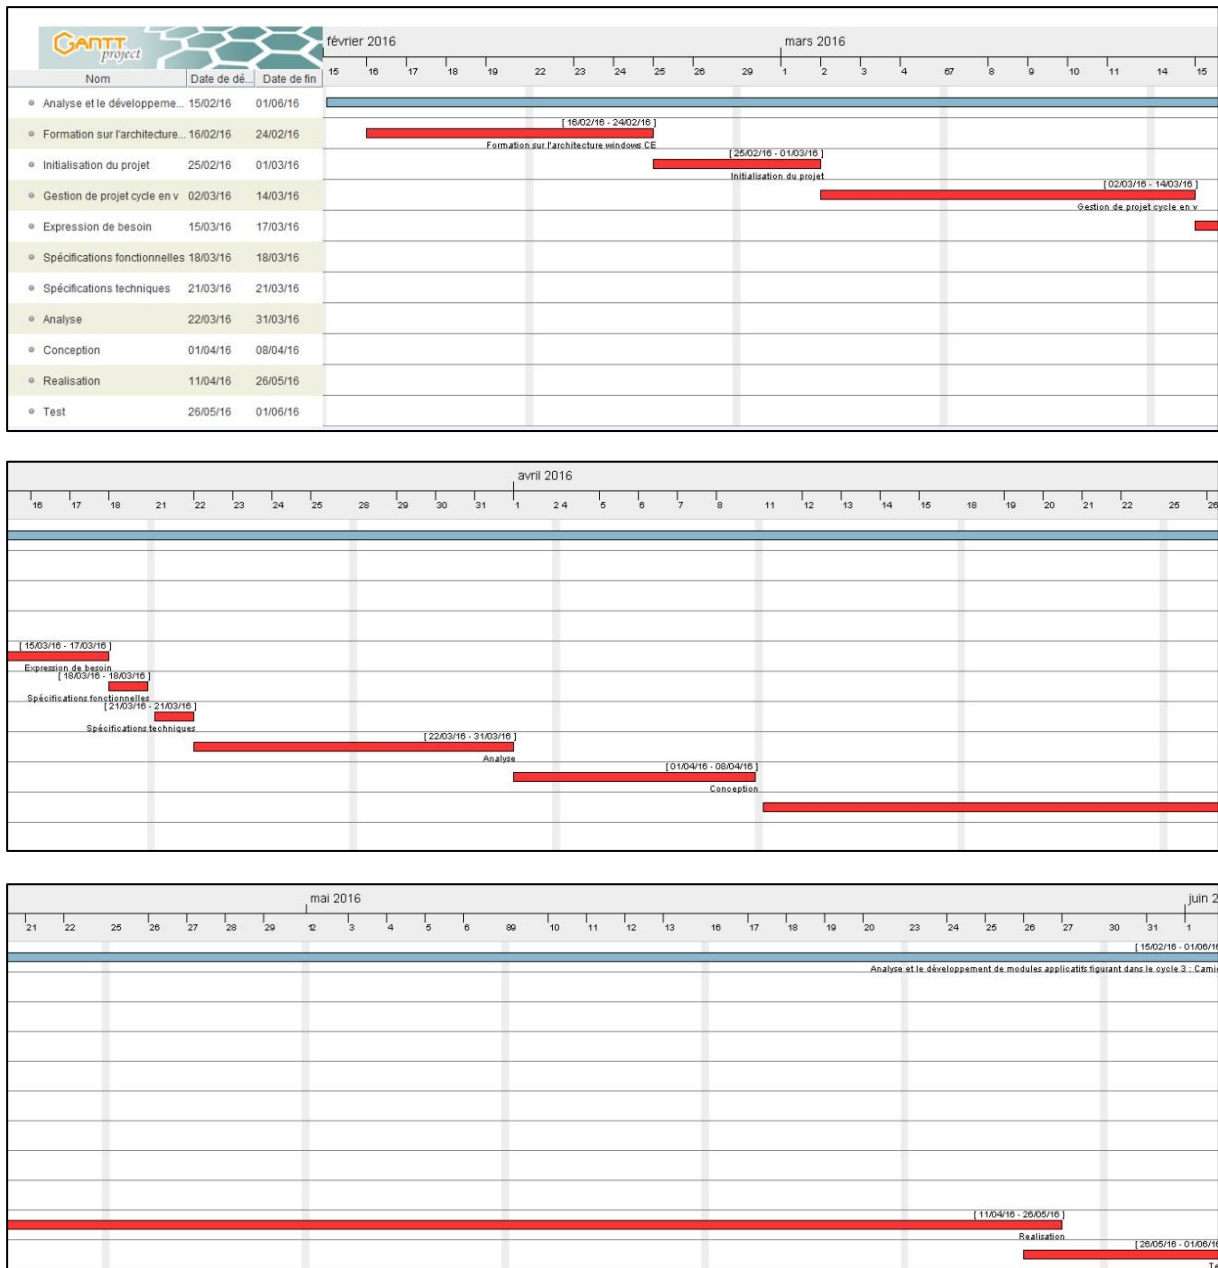 GANTT
project
février 2016
mars 2016
Nom Date de dé... Date de fin
15 16 17 18 19 22 23 24 25 26 29 1 2 3 4 67 8 9 10 11 14 15
Analyse et le développeme... 15/02/16 01/06/16
[ 16/02/16 - 24/02/16 ]
Formation sur l'architecture... 16/02/16 24/02/16
Formation sur l'architecture windows CE
[ 25/02/16 - 01/03/16 ]
Initialisation du projet 25/02/16 01/03/16
Initialisation du projet
[ 02/03/16 - 14/03/16 ]
Gestion de projet cycle en v 02/03/16 14/03/16
Gestion de projet cycle en v
Expression de besoin 15/03/16 17/03/16
Spécifications fonctionnelles 18/03/16 18/03/16
Spécifications techniques 21/03/16 21/03/16
Analyse 22/03/16 31/03/16
Conception 01/04/16 08/04/16
Realisation 11/04/16 26/05/16
Test 26/05/16 01/06/16
avril 2016
16 17 18 21 22 23 24 25 28 29 30 31 1 2 4 5 6 7 8 11 12 13 14 15 18 19 20 21 22 25 26
[ 15/03/16 - 17/03/16 ]
Expression de besoin
[ 18/03/16 - 18/03/16 ]
Spécifications fonctionnelles
[ 21/03/16 - 21/03/16 ]
Spécifications techniques
[ 22/03/16 - 31/03/16 ]
Analyse
[ 01/04/16 - 08/04/16 ]
Conception
mai 2016
juin 2
21 22 25 26 27 28 29 12 3 4 5 6 89 10 11 12 13 16 17 18 19 20 23 24 25 26 27 30 31 1
[ 15/02/16 - 01/06/16
Analyse et le développement de modules applicatifs figurant dans le cycle 3 : Cami
[ 11/04/16 - 26/05/16 ]
Realisation
[ 26/05/16 - 01/06/16
Te